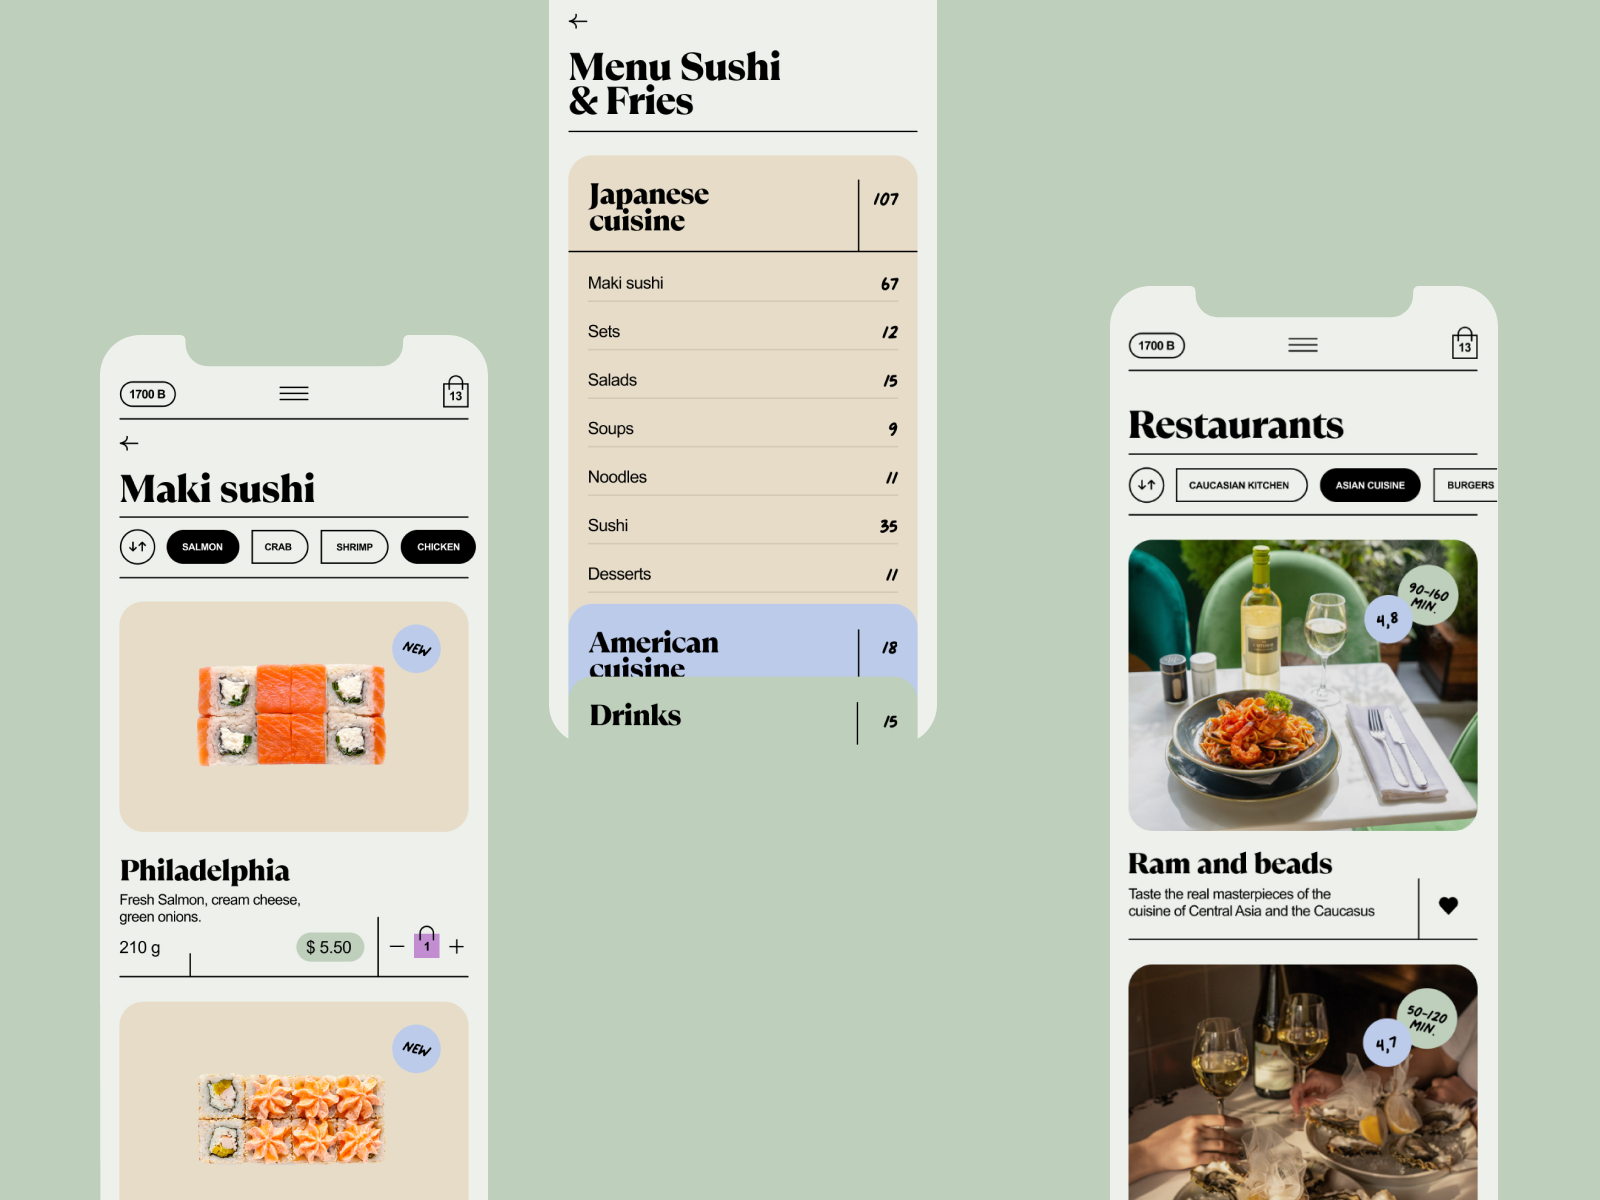 1700 B
13
Maki sushi
SALMON
CRAB
SHRIMP
CHICKEN
NEW
Philadelphia
Fresh Salmon, cream cheese,
green onions.
210 g
$ 5.50
1
NEW
Menu Sushi
& Fries
Japanese
cuisine
107
Maki sushi
67
Sets
12
Salads
15
Soups
9
Noodles
11
Sushi
35
Desserts
11
American
cuisine
18
Drinks
15
1700 B
13
Restaurants
CAUCASIAN KITCHEN
ASIAN CUISINE
BURGERS
90-160
MIN.
4,8
Ram and beads
Taste the real masterpieces of the
cuisine of Central Asia and the Caucasus
50-120
MIN.
4,7